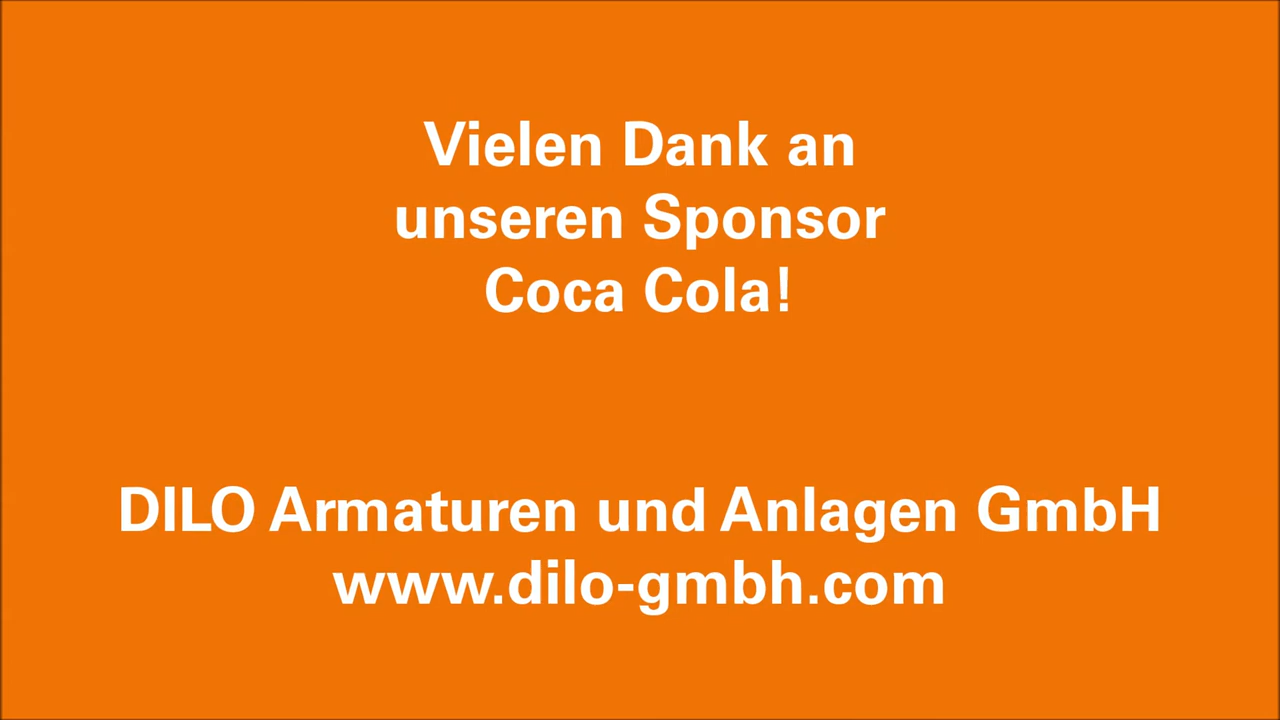 Vielen Dank an
unseren Sponsor
Coca Cola!
DILO Armaturen und Anlagen GmbH
www.dilo-gmbh.com